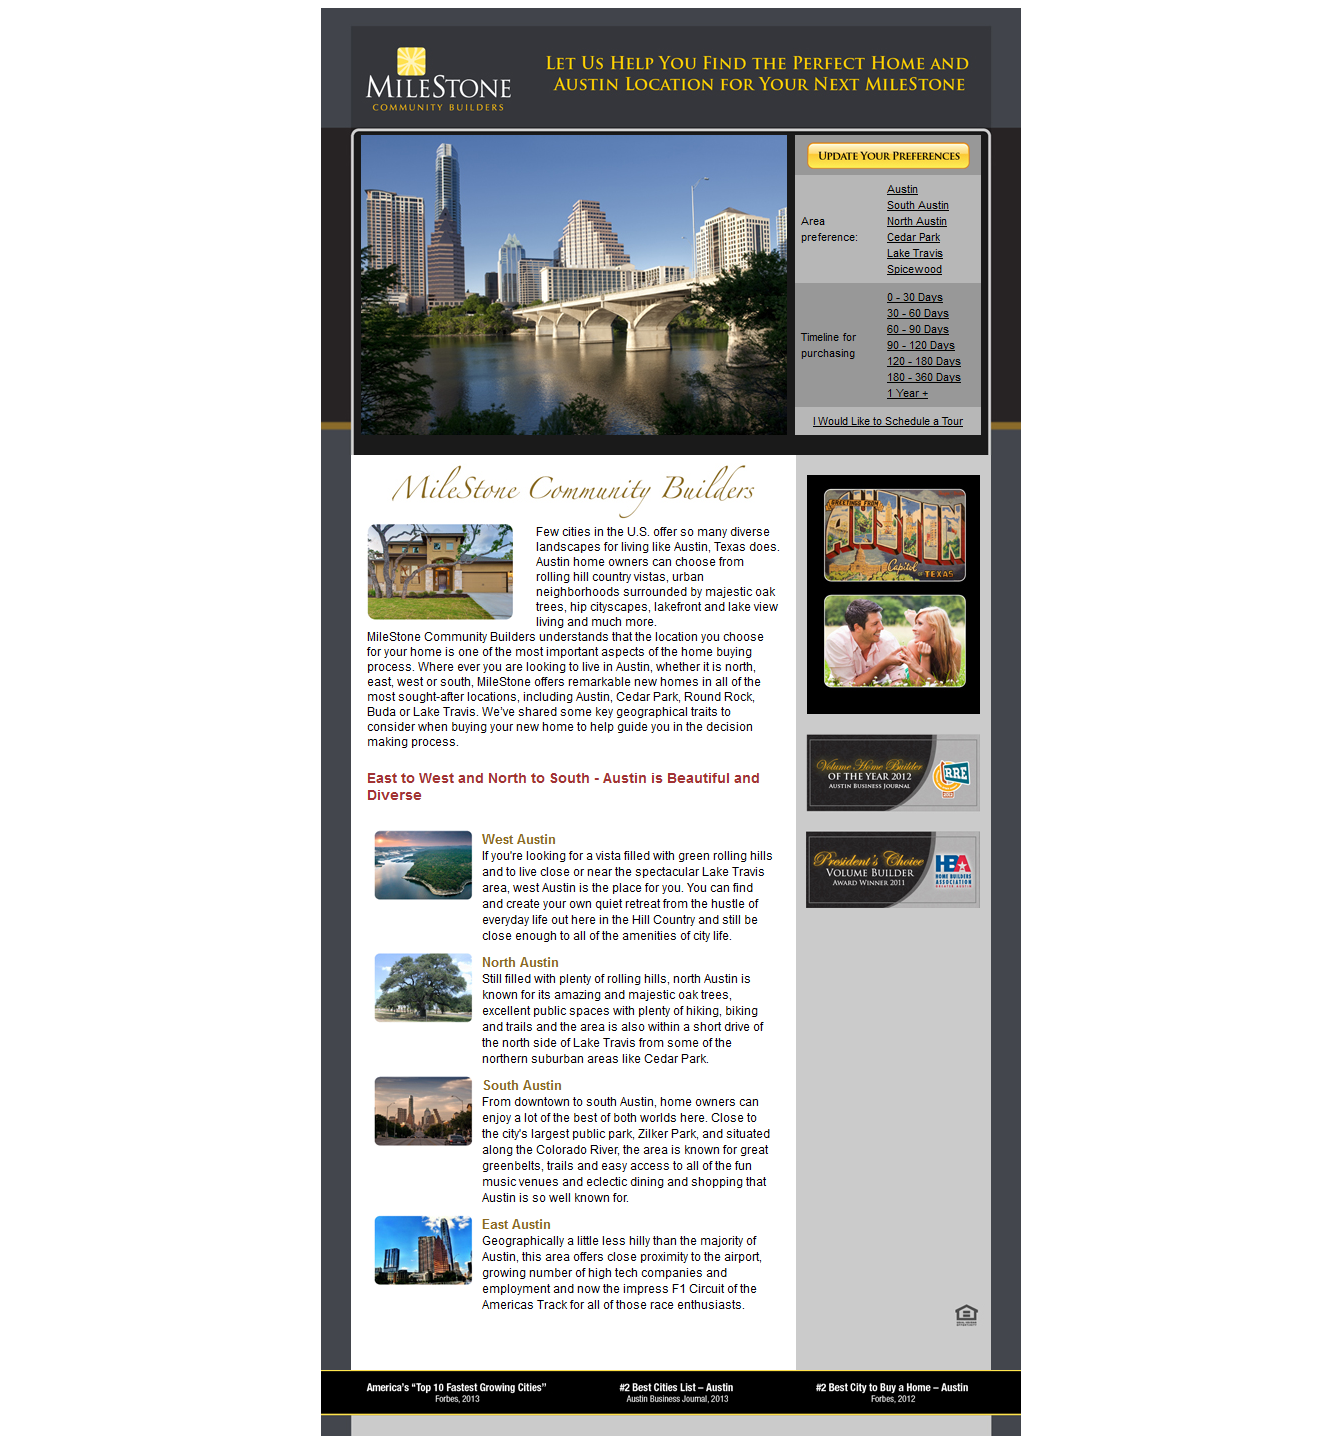 MILESTONE
COMMUNITY BUILDERS
LET US HELP YOU FIND THE PERFECT HOME AND
AUSTIN LOCATION FOR YOUR NEXT MILESTONE
UPDATE YOUR PREFERENCES
Area
preference:
Austin
South Austin
North Austin
Cedar Park
Lake Travis
Spicewood
Timeline for
purchasing
0 - 30 Days
30 - 60 Days
60 - 90 Days
90 - 120 Days
120 - 180 Days
180 - 360 Days
1 Year +
I Would Like to Schedule a Tour
MileStone Community Builders
Few cities in the U.S. offer so many diverse
landscapes for living like Austin, Texas does.
Austin home owners can choose from
rolling hill country vistas, urban
neighborhoods surrounded by majestic oak
trees, hip cityscapes, lakefront and lake view
living and much more.
MileStone Community Builders understands that the location you choose
for your home is one of the most important aspects of the home buying
process. Where ever you are looking to live in Austin, whether it is north,
east, west or south, MileStone offers remarkable new homes in all of the
most sought-after locations, including Austin, Cedar Park, Round Rock,
Buda or Lake Travis. We've shared some key geographical traits to
consider when buying your new home to help guide you in the decision
making process.
East to West and North to South - Austin is Beautiful and
Diverse
West Austin
If you're looking for a vista filled with green rolling hills
and to live close or near the spectacular Lake Travis
area, west Austin is the place for you. You can find
and create your own quiet retreat from the hustle of
everyday life out here in the Hill Country and still be
close enough to all of the amenities of city life.
North Austin
Still filled with plenty of rolling hills, north Austin is
known for its amazing and majestic oak trees,
excellent public spaces with plenty of hiking, biking
and trails and the area is also within a short drive of
the north side of Lake Travis from some of the
northern suburban areas like Cedar Park.
South Austin
From downtown to south Austin, home owners can
enjoy a lot of the best of both worlds here. Close to
the city's largest public park, Zilker Park, and situated
along the Colorado River, the area is known for great
greenbelts, trails and easy access to all of the fun
music venues and eclectic dining and shopping that
Austin is so well known for.
East Austin
Geographically a little less hilly than the majority of
Austin, this area offers close proximity to the airport,
growing number of high tech companies and
employment and now the impress F1 Circuit of the
Americas Track for all of those race enthusiasts.
GREETINGS FROM
AUSTIN
Capitol
OF TEXAS
Volume Home Builder
OF THE YEAR 2012
AUSTIN BUSINESS JOURNAL
RRE
President's Choice
VOLUME BUILDER
AWARD WINNER 2011
HBA
HOME BUILDERS
ASSOCIATION
GREATER AUSTIN
America's “Top 10 Fastest Growing Cities”
Forbes, 2013
#2 Best Cities List – Austin
Austin Business Journal, 2013
#2 Best City to Buy a Home – Austin
Forbes, 2012